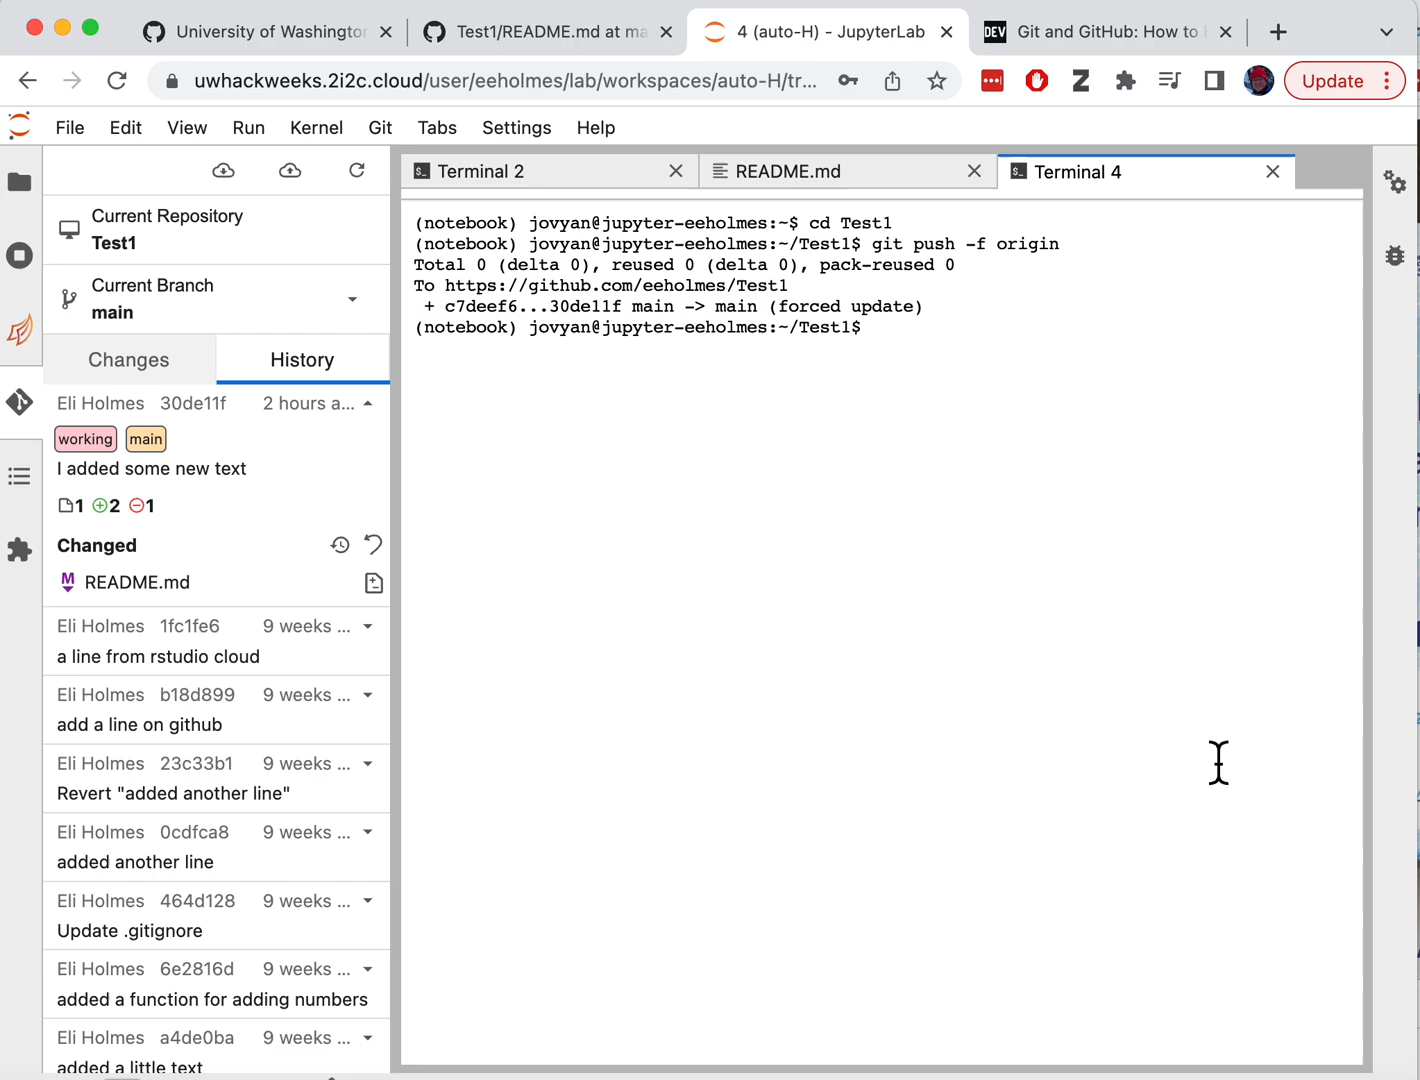 University of Washingto
Test1/README.md at ma
4 (auto-H) - JupyterLab
DEV
Git and GitHub: How to
uwhackweeks.2i2c.cloud/user/eeholmes/lab/workspaces/auto-H/tr...
Z
Update
File Edit View Run Kernel Git Tabs Settings Help
Current Repository
Test1
Current Branch
main
Changes
History
Eli Holmes 30de11f 2 hours a...
working main
I added some new text
1 2 1
Changed
M README.md
Eli Holmes 1fc1fe6 9 weeks ...
a line from rstudio cloud
Eli Holmes b18d899 9 weeks ...
add a line on github
Eli Holmes 23c33b1 9 weeks ...
Revert "added another line"
Eli Holmes 0cdfca8 9 weeks ...
added another line
Eli Holmes 464d128 9 weeks ...
Update .gitignore
Eli Holmes 6e2816d 9 weeks ...
added a function for adding numbers
Eli Holmes a4de0ba 9 weeks ...
added a little text
Terminal 2
README.md
Terminal 4
(notebook) jovyan@jupyter-eeholmes:~$ cd Test1
(notebook) jovyan@jupyter-eeholmes:~/Test1$ git push -f origin
Total 0 (delta 0), reused 0 (delta 0), pack-reused 0
To https://github.com/eeholmes/Test1
+ c7deef6...30de11f main -> main (forced update)
(notebook) jovyan@jupyter-eeholmes:~/Test1$